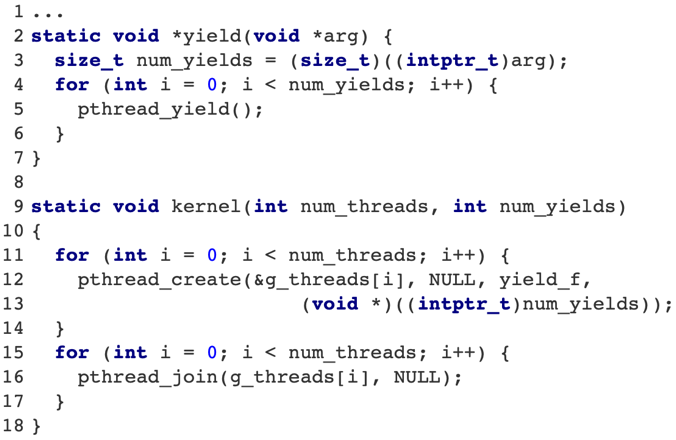 1 ...
2 static void *yield(void *arg) {
3   size_t num_yields = (size_t)((intptr_t)arg);
4   for (int i = 0; i < num_yields; i++) {
5     pthread_yield();
6   }
7 }
8
9 static void kernel(int num_threads, int num_yields)
10 {
11   for (int i = 0; i < num_threads; i++) {
12     pthread_create(&g_threads[i], NULL, yield_f,
13                    (void *)((intptr_t)num_yields));
14   }
15   for (int i = 0; i < num_threads; i++) {
16     pthread_join(g_threads[i], NULL);
17   }
18 }